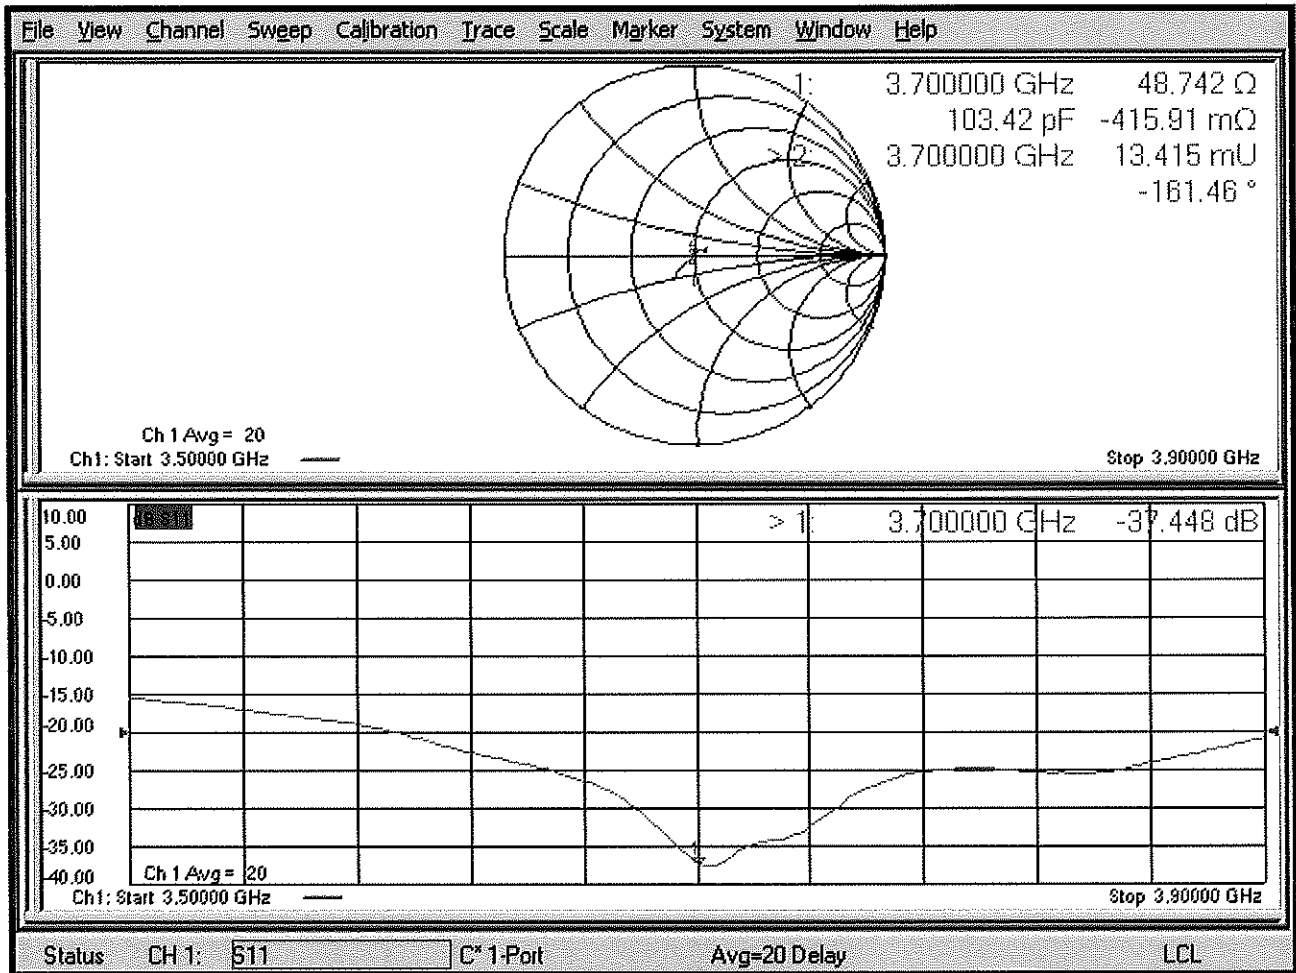 File View Channel Sweep Calibration Trace Scale Marker System Window Help
1: 3.700000 GHz 48.742 Ω
103.42 pF -415.91 mΩ
> 2: 3.700000 GHz 13.415 mU
-161.46 °
Ch 1 Avg = 20
Ch1: Start 3.50000 GHz
Stop 3.90000 GHz
10.00
dB S11
> 1: 3.700000 GHz -37.448 dB
5.00
0.00
-5.00
-10.00
-15.00
-20.00
-25.00
-30.00
-35.00
1
-40.00
Ch 1 Avg = 20
Ch1: Start 3.50000 GHz
Stop 3.90000 GHz
Status CH 1: S11 C* 1-Port Avg=20 Delay LCL